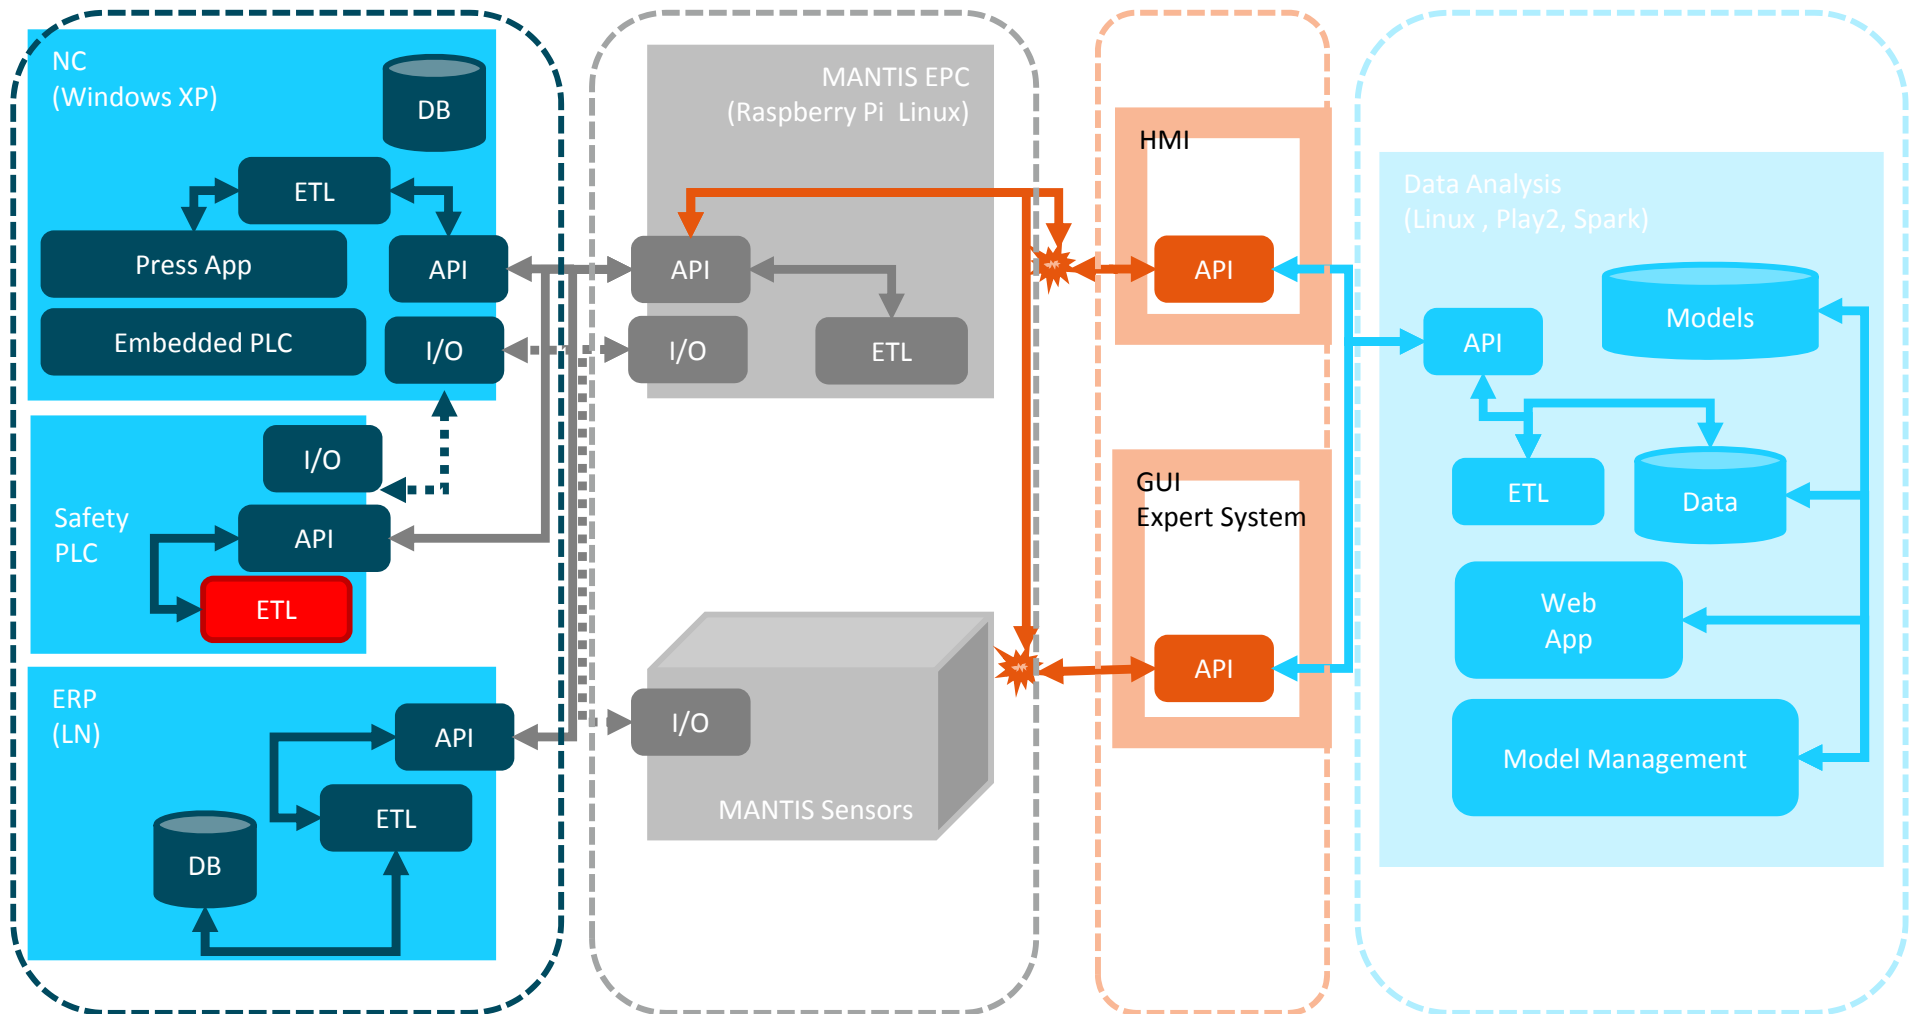 NC
(Windows XP)
DB
ETL
Press App
API
Embedded PLC
I/O
I/O
Safety
PLC
API
ETL
ERP
(LN)
API
ETL
DB
MANTIS EPC
(Raspberry Pi Linux)
API
I/O
ETL
I/O
MANTIS Sensors
HMI
API
GUI
Expert System
API
Data Analysis
(Linux , Play2, Spark)
Models
API
ETL
Data
Web
App
Model Management